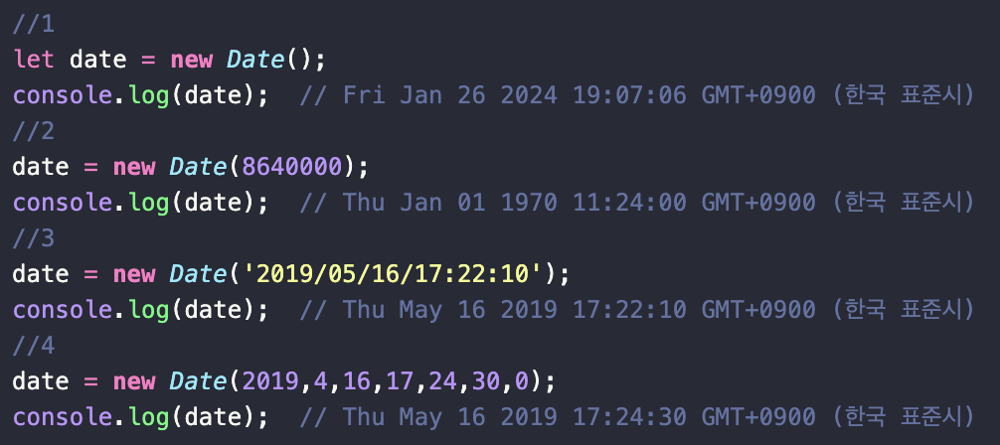 //1
let date = new Date();
console.log(date);  // Fri Jan 26 2024 19:07:06 GMT+0900 (한국 표준시)
//2
date = new Date(8640000);
console.log(date);  // Thu Jan 01 1970 11:24:00 GMT+0900 (한국 표준시)
//3
date = new Date('2019/05/16/17:22:10');
console.log(date);  // Thu May 16 2019 17:22:10 GMT+0900 (한국 표준시)
//4
date = new Date(2019,4,16,17,24,30,0);
console.log(date);  // Thu May 16 2019 17:24:30 GMT+0900 (한국 표준시)